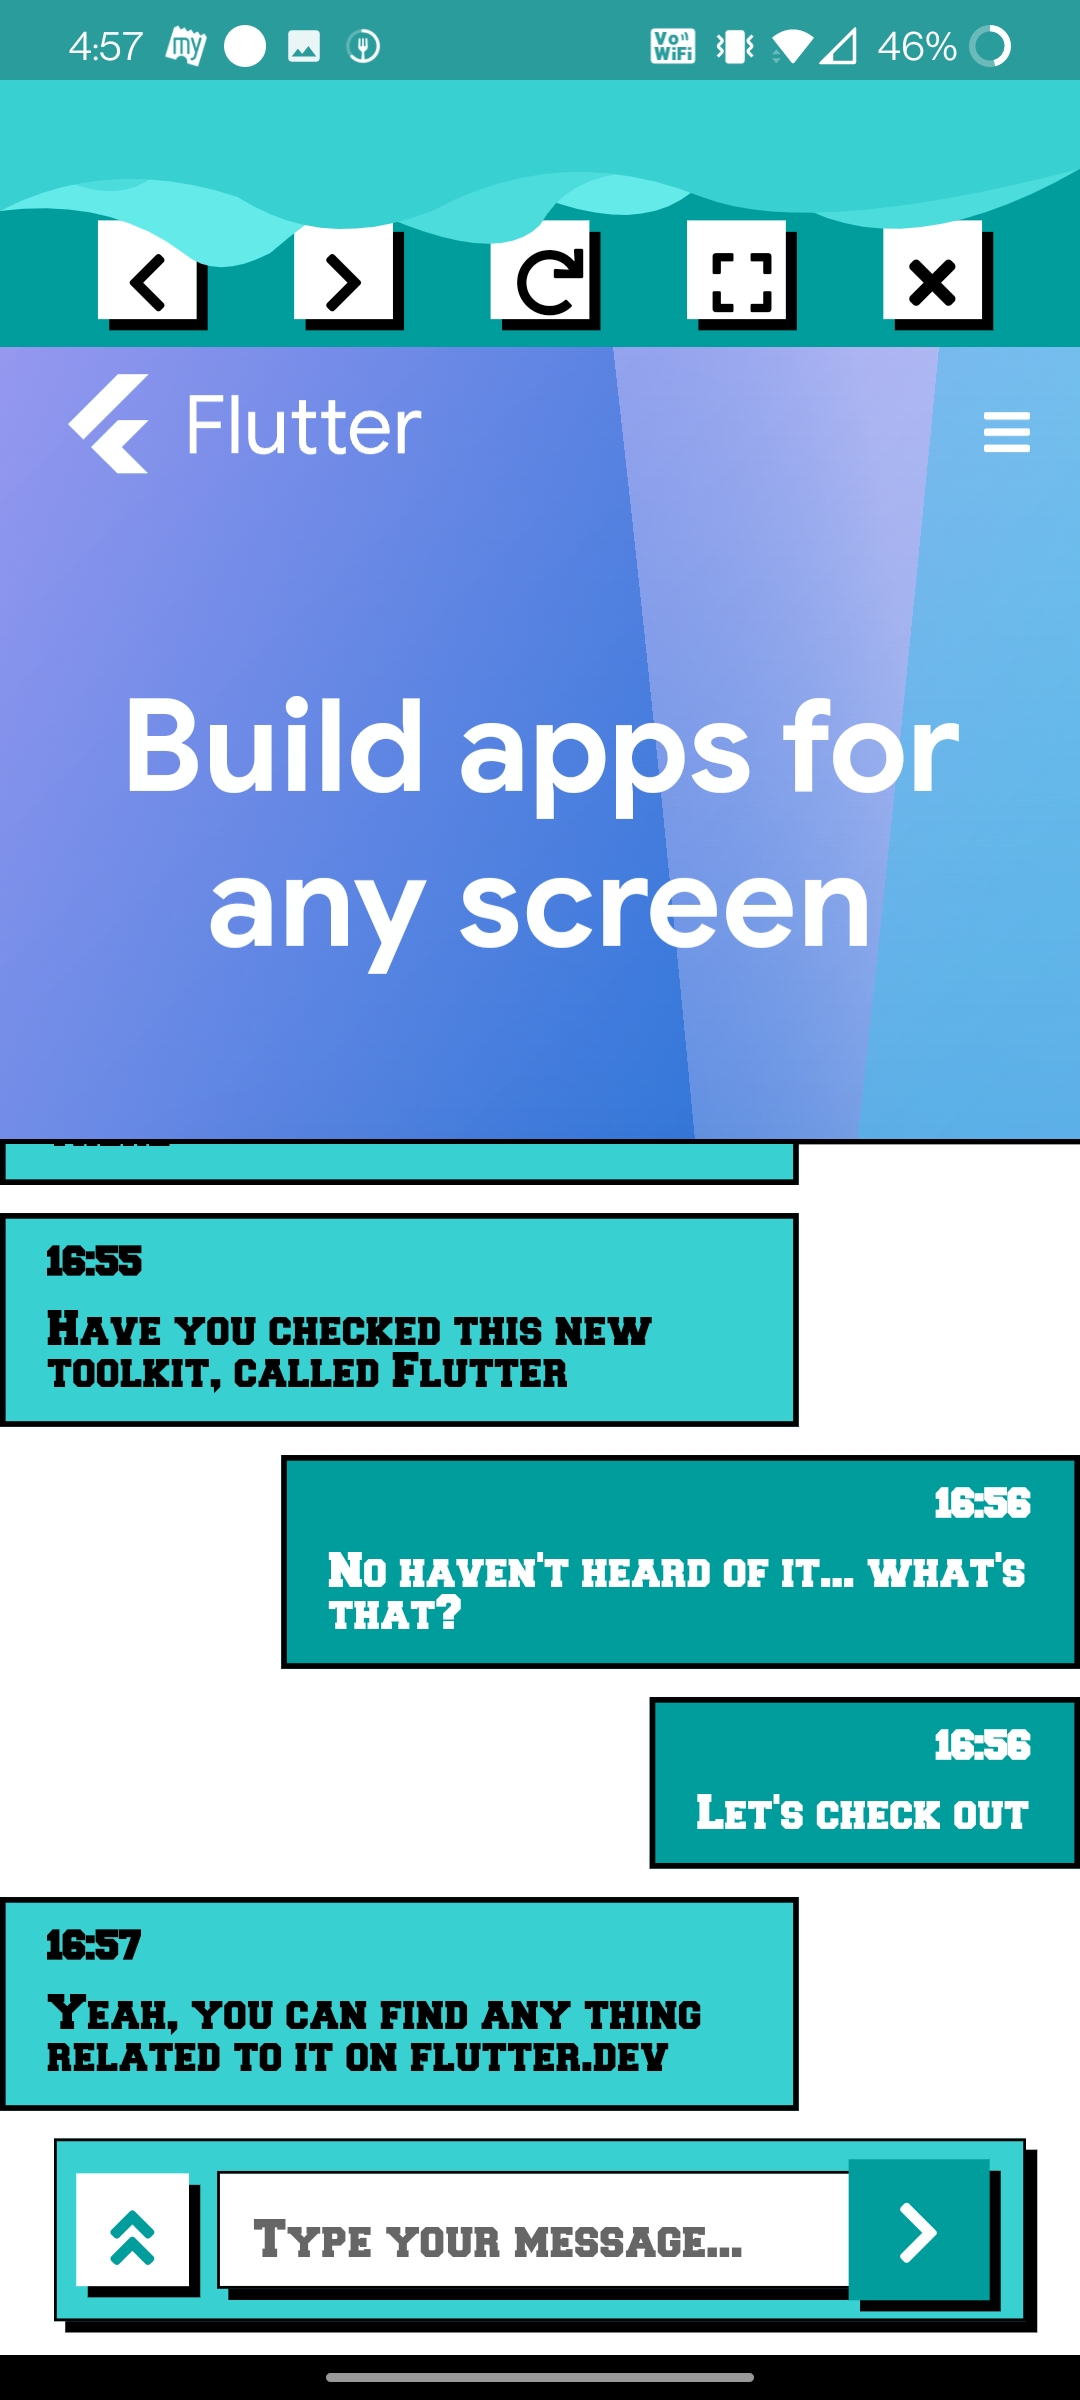 4:57 my Vo WiFi 46%
Flutter
Build apps for
any screen
16:55
Have you checked this new
toolkit, called Flutter
16:56
No haven't heard of it... what's
that?
16:56
Let's check out
16:57
Yeah, you can find any thing
related to it on flutter.dev
Type your message...